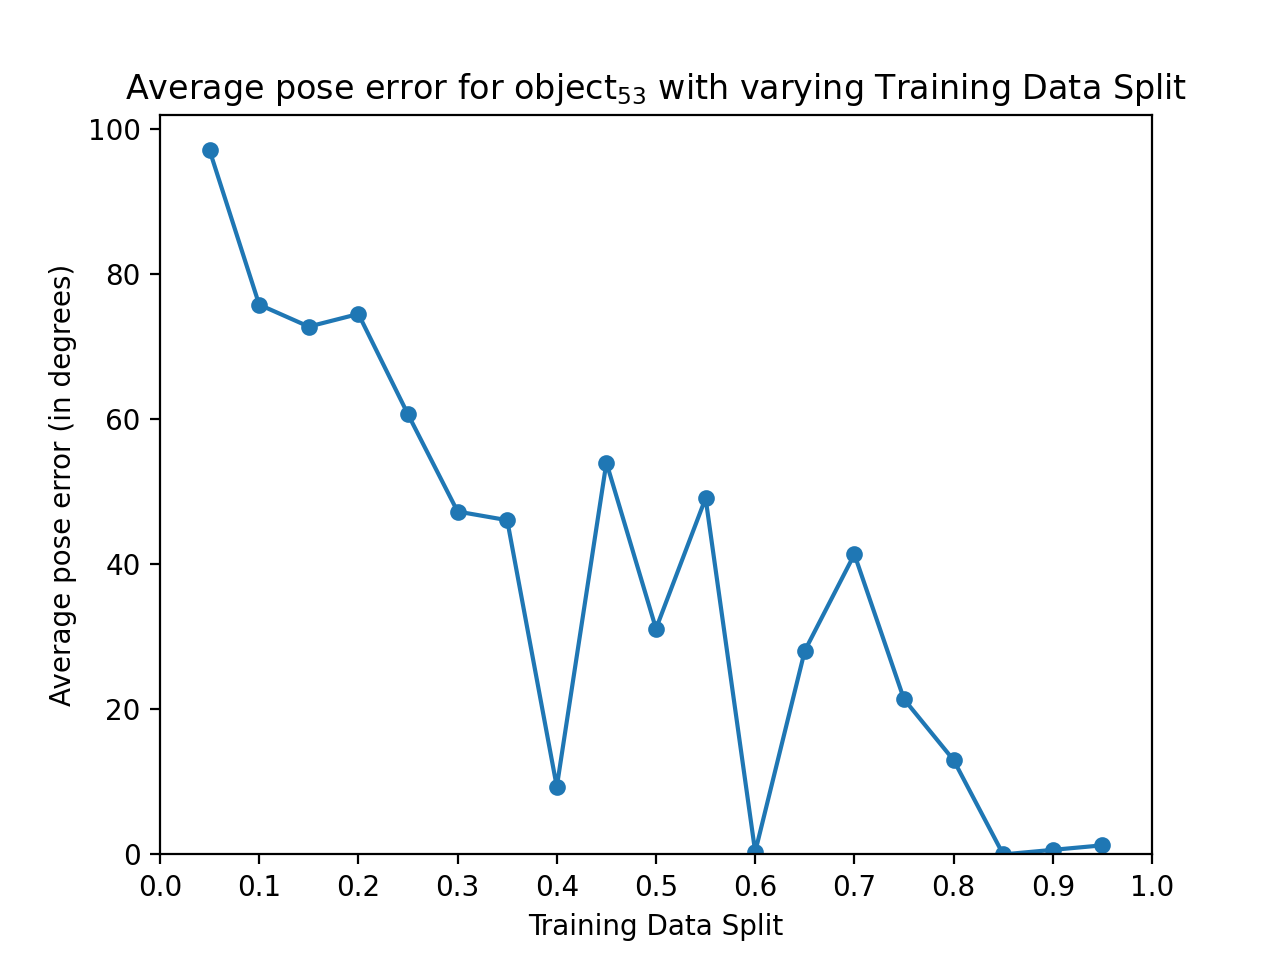 Average pose error for object₅₃ with varying Training Data Split
100
80
60
40
20
0
Average pose error (in degrees)
0.0 0.1 0.2 0.3 0.4 0.5 0.6 0.7 0.8 0.9 1.0
Training Data Split